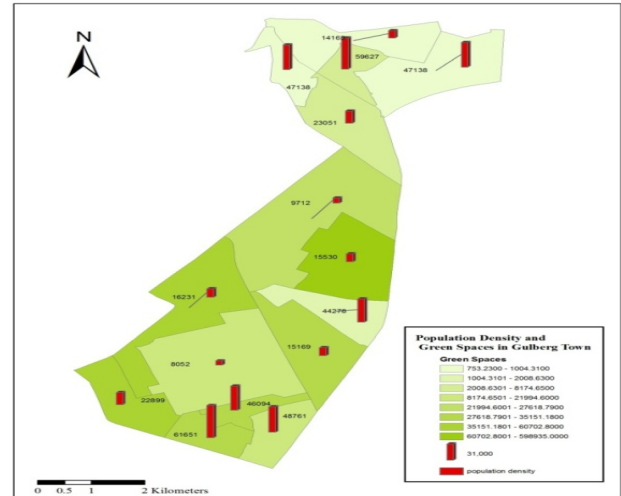 N
14163
59627
47138
47138
23051
9712
15530
16231
44276
15169
8052
22899
46094
48761
61651
Population Density and
Green Spaces in Gulberg Town
Green Spaces
753.2300 - 1004.3100
1004.3101 - 2008.6300
2008.6301 - 8174.6500
8174.6501 - 21994.6000
21994.6001 - 27618.7900
27618.7901 - 35151.1800
35151.1801 - 60702.8000
60702.8001 - 598935.0000
31,000
population density
0 0.5 1 2 Kilometers